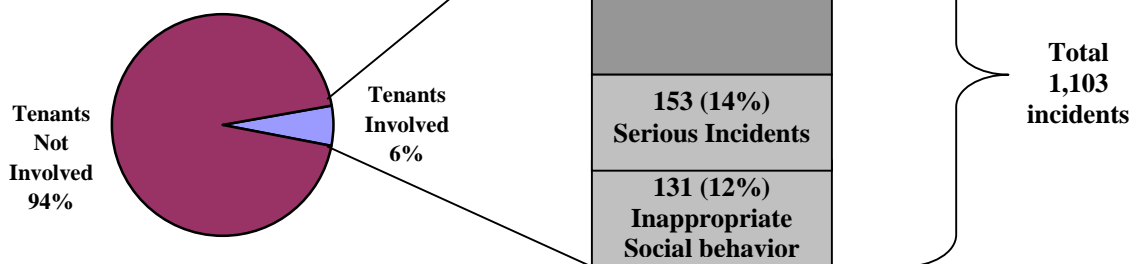 Tenants
Not
Involved
94%
Tenants
Involved
6%
153 (14%)
Serious Incidents
131 (12%)
Inappropriate
Social behavior
Total
1,103
incidents